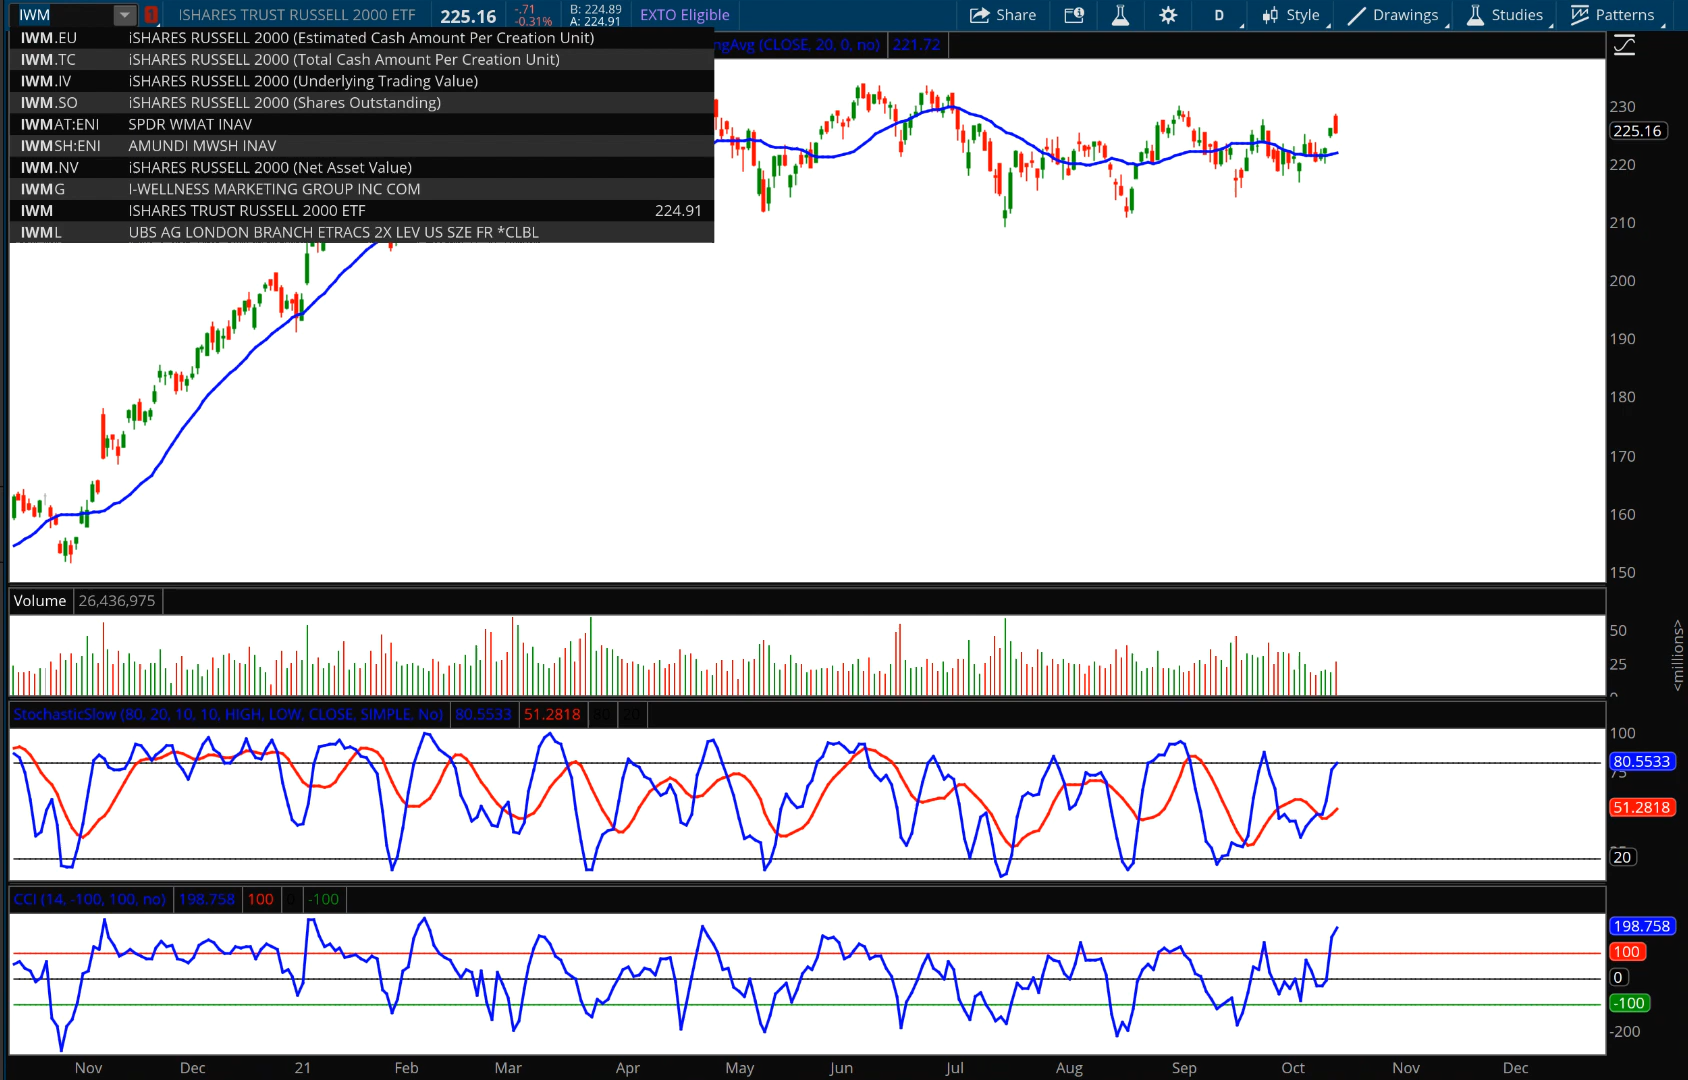 IWM 1 ISHARES TRUST RUSSELL 2000 ETF 225.16 -.71 -0.31% B: 224.89 A: 224.91 EXTO Eligible Share D Style Drawings Studies Patterns
IWM.EU iSHARES RUSSELL 2000 (Estimated Cash Amount Per Creation Unit)
ngAvg (CLOSE, 20, 0, no) 221.72
IWM.TC iSHARES RUSSELL 2000 (Total Cash Amount Per Creation Unit)
IWM.IV iSHARES RUSSELL 2000 (Underlying Trading Value)
IWM.SO iSHARES RUSSELL 2000 (Shares Outstanding)
IWMAT:ENI SPDR WMAT INAV
IWMSH:ENI AMUNDI MWSH INAV
IWM.NV iSHARES RUSSELL 2000 (Net Asset Value)
IWMG I-WELLNESS MARKETING GROUP INC COM
IWM ISHARES TRUST RUSSELL 2000 ETF 224.91
IWML UBS AG LONDON BRANCH ETRACS 2X LEV US SZE FR *CLBL
230
225.16
220
210
200
190
180
170
160
150
Volume 26,436,975
50
25
0
<millions>
StochasticSlow (80, 20, 10, 10, HIGH, LOW, CLOSE, SIMPLE, No) 80.5533 51.2818 80 20
100
80.5533
75
51.2818
25
20
CCI (14, -100, 100, no) 198.758 100 0 -100
198.758
100
0
-100
-200
Nov Dec 21 Feb Mar Apr May Jun Jul Aug Sep Oct Nov Dec